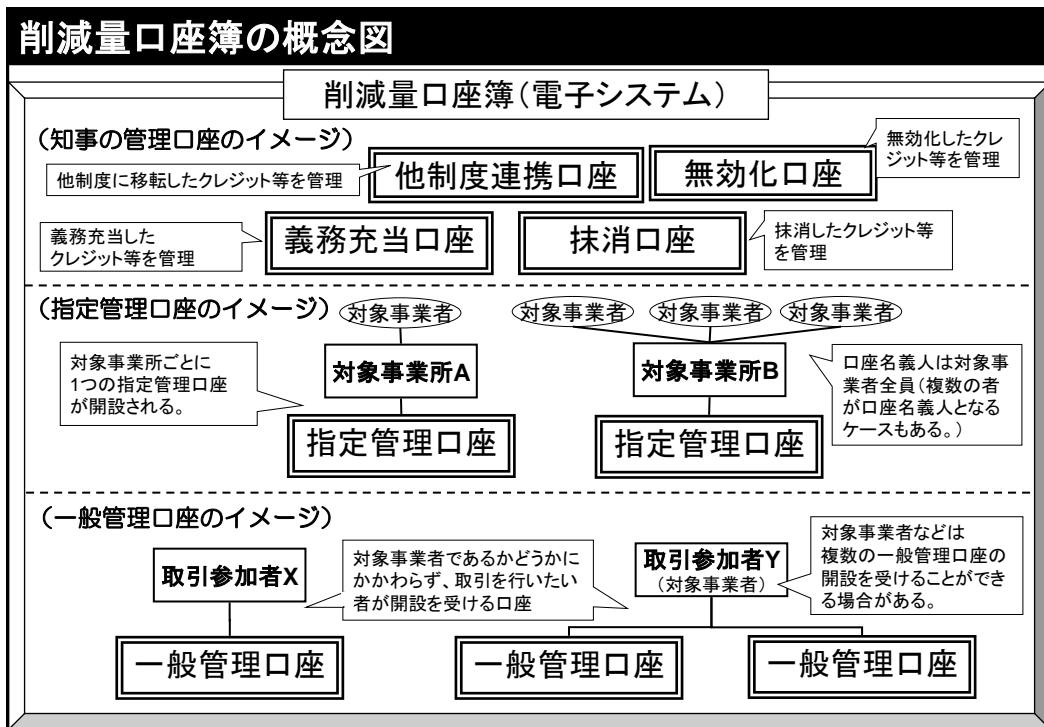 削減量口座簿の概念図
削減量口座簿(電子システム)
(知事の管理口座のイメージ)
他制度に移転したクレジット等を管理
他制度連携口座
無効化口座
無効化したクレ
ジット等を管理
義務充当した
クレジット等を管理
義務充当口座
抹消口座
抹消したクレジット等
を管理
(指定管理口座のイメージ)
対象事業者
対象事業者
対象事業者
対象事業者
対象事業所ごとに
1つの指定管理口座
が開設される。
対象事業所A
対象事業所B
口座名義人は対象事
業者全員(複数の者
が口座名義人となる
ケースもある。)
指定管理口座
指定管理口座
(一般管理口座のイメージ)
取引参加者X
対象事業者であるかどうかに
かかわらず、取引を行いたい
者が開設を受ける口座
取引参加者Y
(対象事業者)
対象事業者などは
複数の一般管理口座の
開設を受けることができ
る場合がある。
一般管理口座
一般管理口座
一般管理口座